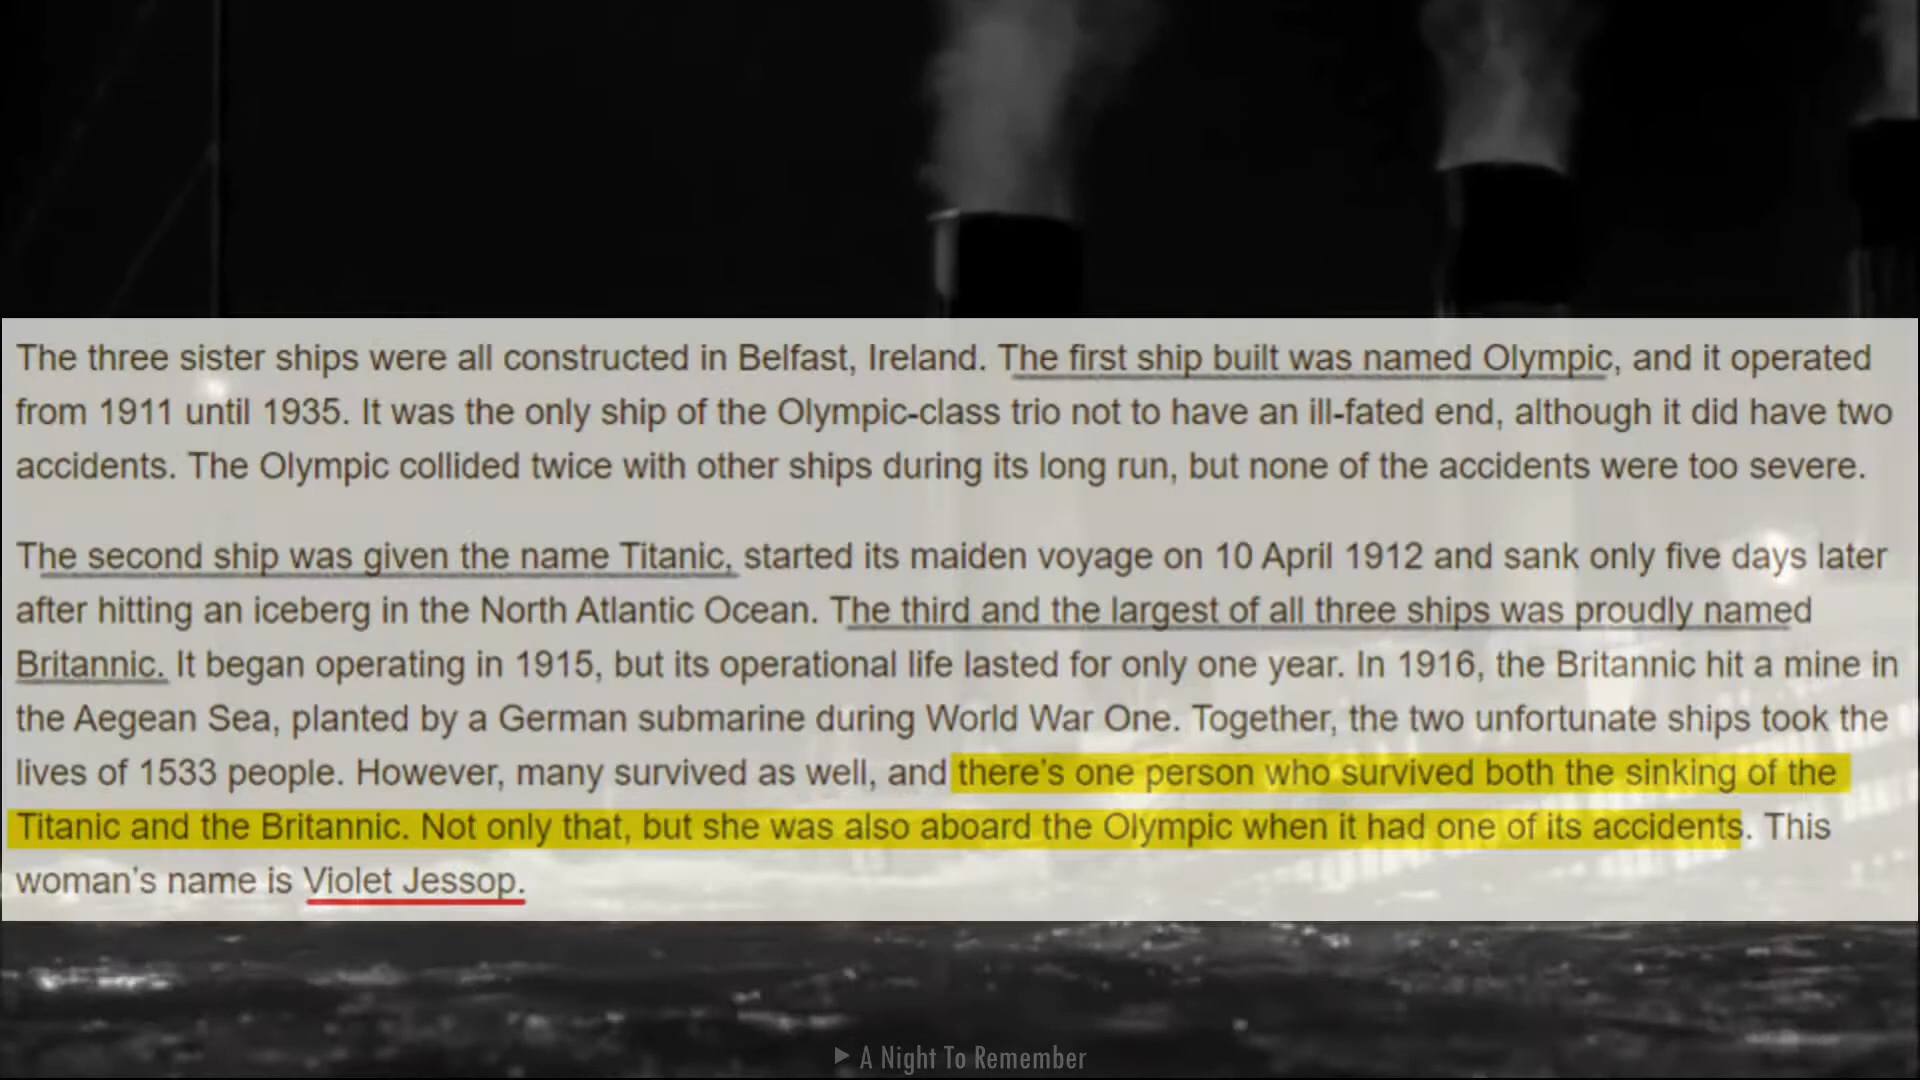 The three sister ships were all constructed in Belfast, Ireland. The first ship built was named Olympic, and it operated
from 1911 until 1935. It was the only ship of the Olympic-class trio not to have an ill-fated end, although it did have two
accidents. The Olympic collided twice with other ships during its long run, but none of the accidents were too severe.
The second ship was given the name Titanic, started its maiden voyage on 10 April 1912 and sank only five days later
after hitting an iceberg in the North Atlantic Ocean. The third and the largest of all three ships was proudly named
Britannic. It began operating in 1915, but its operational life lasted for only one year. In 1916, the Britannic hit a mine in
the Aegean Sea, planted by a German submarine during World War One. Together, the two unfortunate ships took the
lives of 1533 people. However, many survived as well, and there's one person who survived both the sinking of the
Titanic and the Britannic. Not only that, but she was also aboard the Olympic when it had one of its accidents. This
woman's name is Violet Jessop.
A Night To Remember